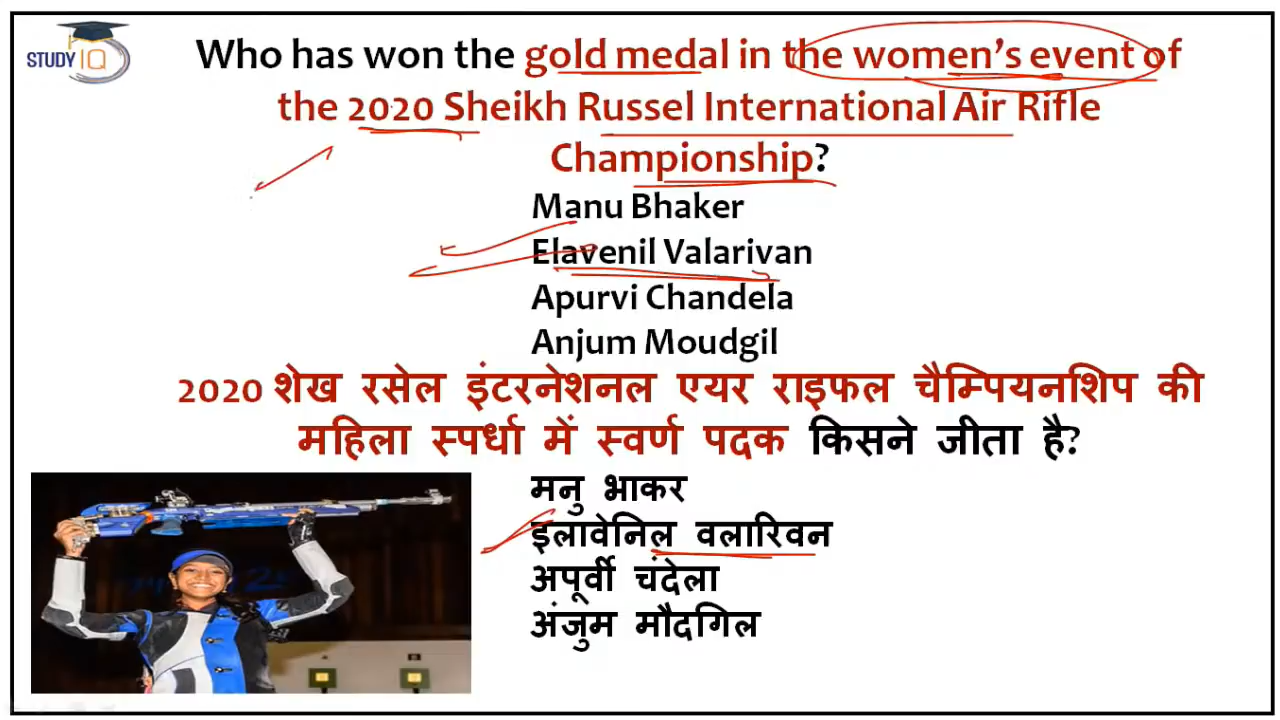 STUDY IQ
Who has won the gold medal in the women's event of
the 2020 Sheikh Russel International Air Rifle
Championship?
Manu Bhaker
Elavenil Valarivan
Apurvi Chandela
Anjum Moudgil
2020 शेख रसेल इंटरनेशनल एयर राइफल चैम्पियनशिप की
महिला स्पर्धा में स्वर्ण पदक किसने जीता है?
मनु भाकर
इलावेनिल वलारिवन
अपूर्वी चंदेला
अंजुम मौदगिल